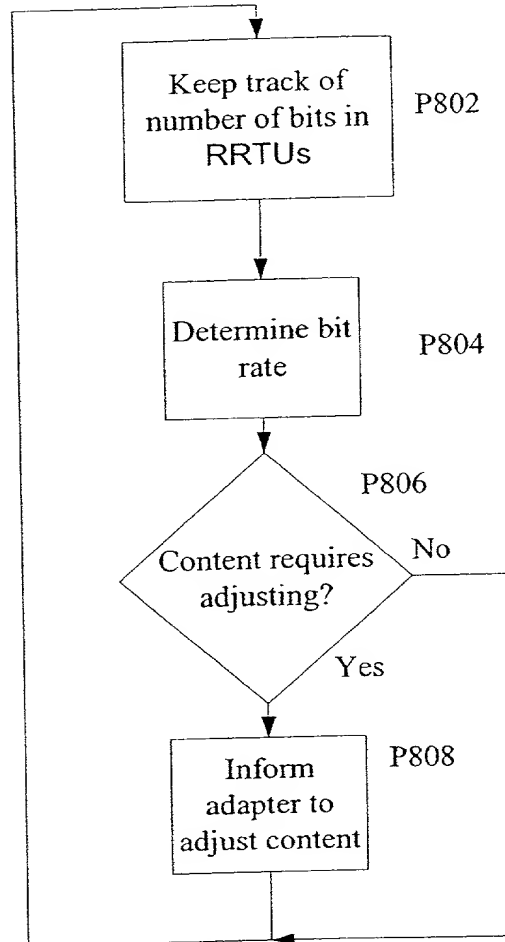 Keep track of
number of bits in
RRTUs
P802
Determine bit
rate
P804
P806
Content requires
adjusting?
No
Yes
Inform
adapter to
adjust content
P808